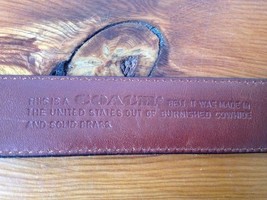 THIS IS A COACH BELT. IT WAS MADE IN
THE UNITED STATES OUT OF BURNISHED COWHIDE
AND SOLID BRASS.